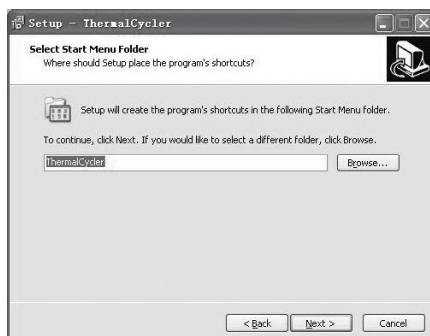 Setup - ThermalCycler
Select Start Menu Folder
Where should Setup place the program's shortcuts?
Setup will create the program's shortcuts in the following Start Menu folder.
To continue, click Next. If you would like to select a different folder, click Browse.
ThermalCycler
Browse...
< Back
Next >
Cancel